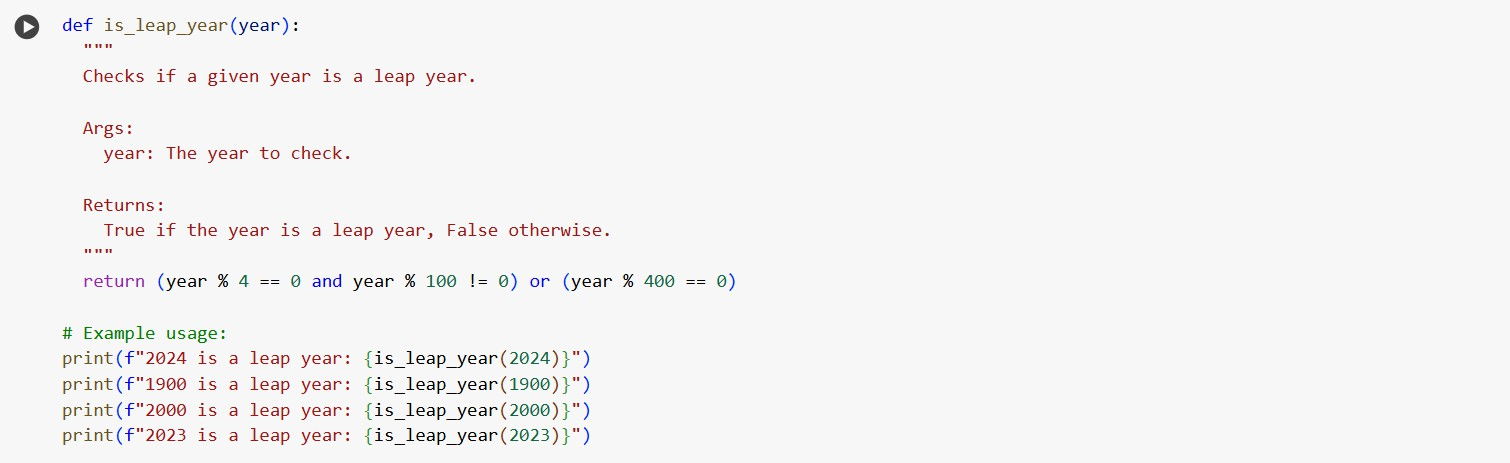 def is_leap_year(year):
  """
  Checks if a given year is a leap year.

  Args:
    year: The year to check.

  Returns:
    True if the year is a leap year, False otherwise.
  """
  return (year % 4 == 0 and year % 100 != 0) or (year % 400 == 0)

# Example usage:
print(f"2024 is a leap year: {is_leap_year(2024)}")
print(f"1900 is a leap year: {is_leap_year(1900)}")
print(f"2000 is a leap year: {is_leap_year(2000)}")
print(f"2023 is a leap year: {is_leap_year(2023)}")